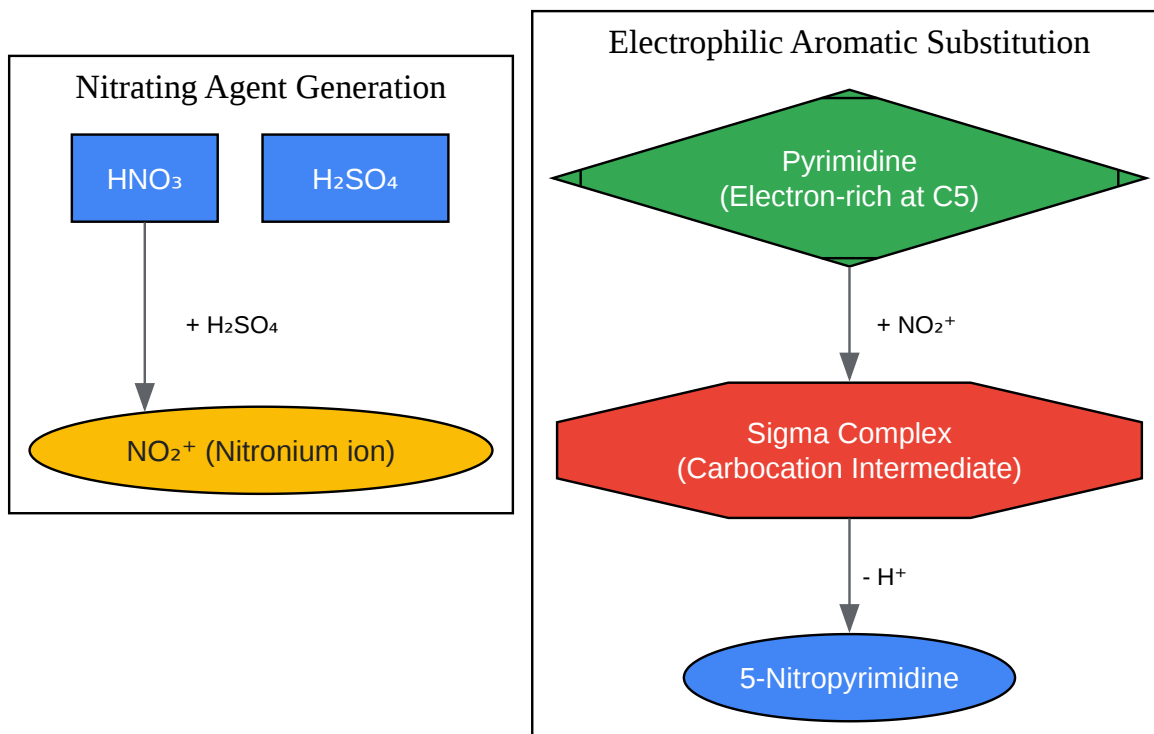 Nitrating Agent Generation
HNO₃
H₂SO₄
+ H₂SO₄
NO₂⁺ (Nitronium ion)
Electrophilic Aromatic Substitution
Pyrimidine
(Electron-rich at C5)
+ NO₂⁺
Sigma Complex
(Carbocation Intermediate)
- H⁺
5-Nitropyrimidine